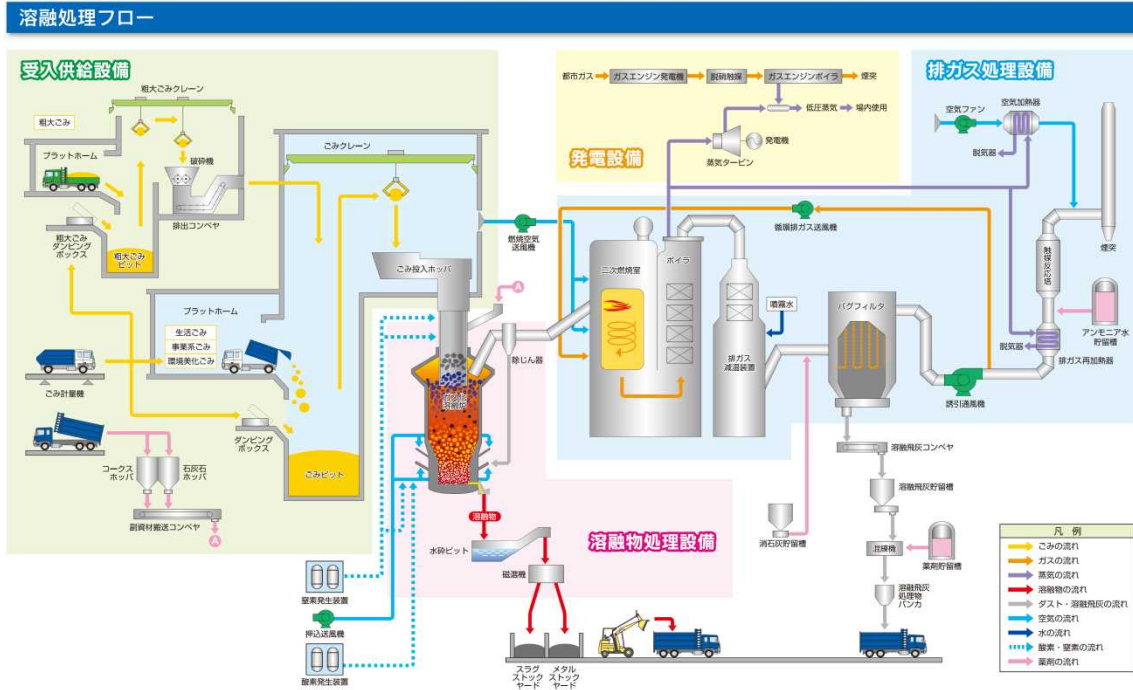 溶融処理フロー
受入供給設備
粗大ごみクレーン
粗大ごみ
プラットホーム
破砕機
排出コンベヤ
粗大ごみ
ダンピング
ボックス
粗大ごみ
ピット
ごみクレーン
ごみ投入ホッパ
プラットホーム
生活ごみ
事業系ごみ
環境美化ごみ
ごみ計量機
ダンピング
ボックス
ごみピット
コークス
ホッパ
石灰石
ホッパ
副資材搬送コンベヤ
A
発電設備
都市ガス
ガスエンジン発電機
脱硝触媒
ガスエンジンボイラ
煙突
低圧蒸気
場内使用
発電機
蒸気タービン
排ガス処理設備
空気ファン
空気加熱器
脱気器
煙突
循環排ガス送風機
燃焼空気
送風機
二次燃焼室
ボイラ
噴霧水
排ガス
減温装置
バグフィルタ
触媒反応塔
アンモニア水
貯留槽
脱気器
排ガス再加熱器
誘引通風機
A
除じん器
ガス化
溶融炉
溶融物
溶融物処理設備
水砕ピット
磁選機
窒素発生装置
押込送風機
酸素発生装置
スラグ
ストック
ヤード
メタル
ストック
ヤード
消石灰貯留槽
溶融飛灰コンベヤ
溶融飛灰貯留槽
混練機
薬剤貯留槽
溶融飛灰
処理物
バンカ
凡例
ごみの流れ
ガスの流れ
蒸気の流れ
溶融物の流れ
ダスト・溶融飛灰の流れ
空気の流れ
水の流れ
酸素・窒素の流れ
薬剤の流れ